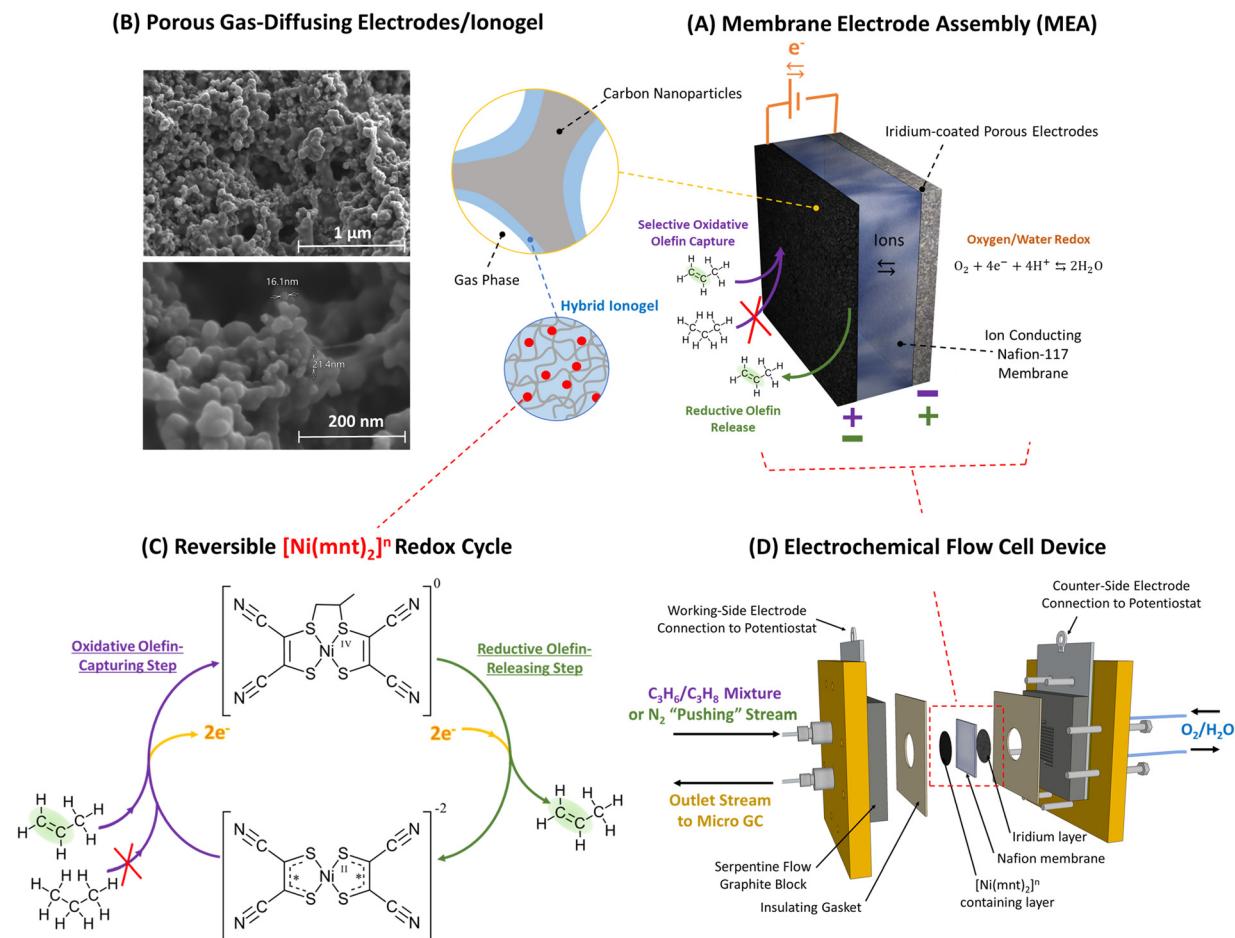 (B) Porous Gas-Diffusing Electrodes/Ionogel
1 µm
16.1nm
21.4nm
200 nm
Carbon Nanoparticles
Gas Phase
Hybrid Ionogel
(A) Membrane Electrode Assembly (MEA)
e-
Iridium-coated Porous Electrodes
Selective Oxidative
Olefin Capture
H H
C=C C H
H H H
H H H H
C C C
H H H H
H H
C=C C H
H H H
Reductive Olefin
Release
Ions
Oxygen/Water Redox
O₂ + 4e⁻ + 4H⁺ ⇆ 2H₂O
Ion Conducting
Nafion-117
Membrane
+ −
− +
(C) Reversible [Ni(mnt)₂]ⁿ Redox Cycle
Oxidative Olefin-
Capturing Step
0
N N
S S
Ni IV
S S
N N
Reductive Olefin-
Releasing Step
2e-
2e-
H H
C=C C H
H H H
H H H H
C C C
H H H H
-2
N N
S S
* Ni II *
S S
N N
H H
C=C C H
H H H
(D) Electrochemical Flow Cell Device
Working-Side Electrode
Connection to Potentiostat
Counter-Side Electrode
Connection to Potentiostat
C₃H₆/C₃H₈ Mixture
or N₂ “Pushing” Stream
Outlet Stream
to Micro GC
O₂/H₂O
Serpentine Flow
Graphite Block
Insulating Gasket
[Ni(mnt)₂]ⁿ
containing layer
Nafion membrane
Iridium layer